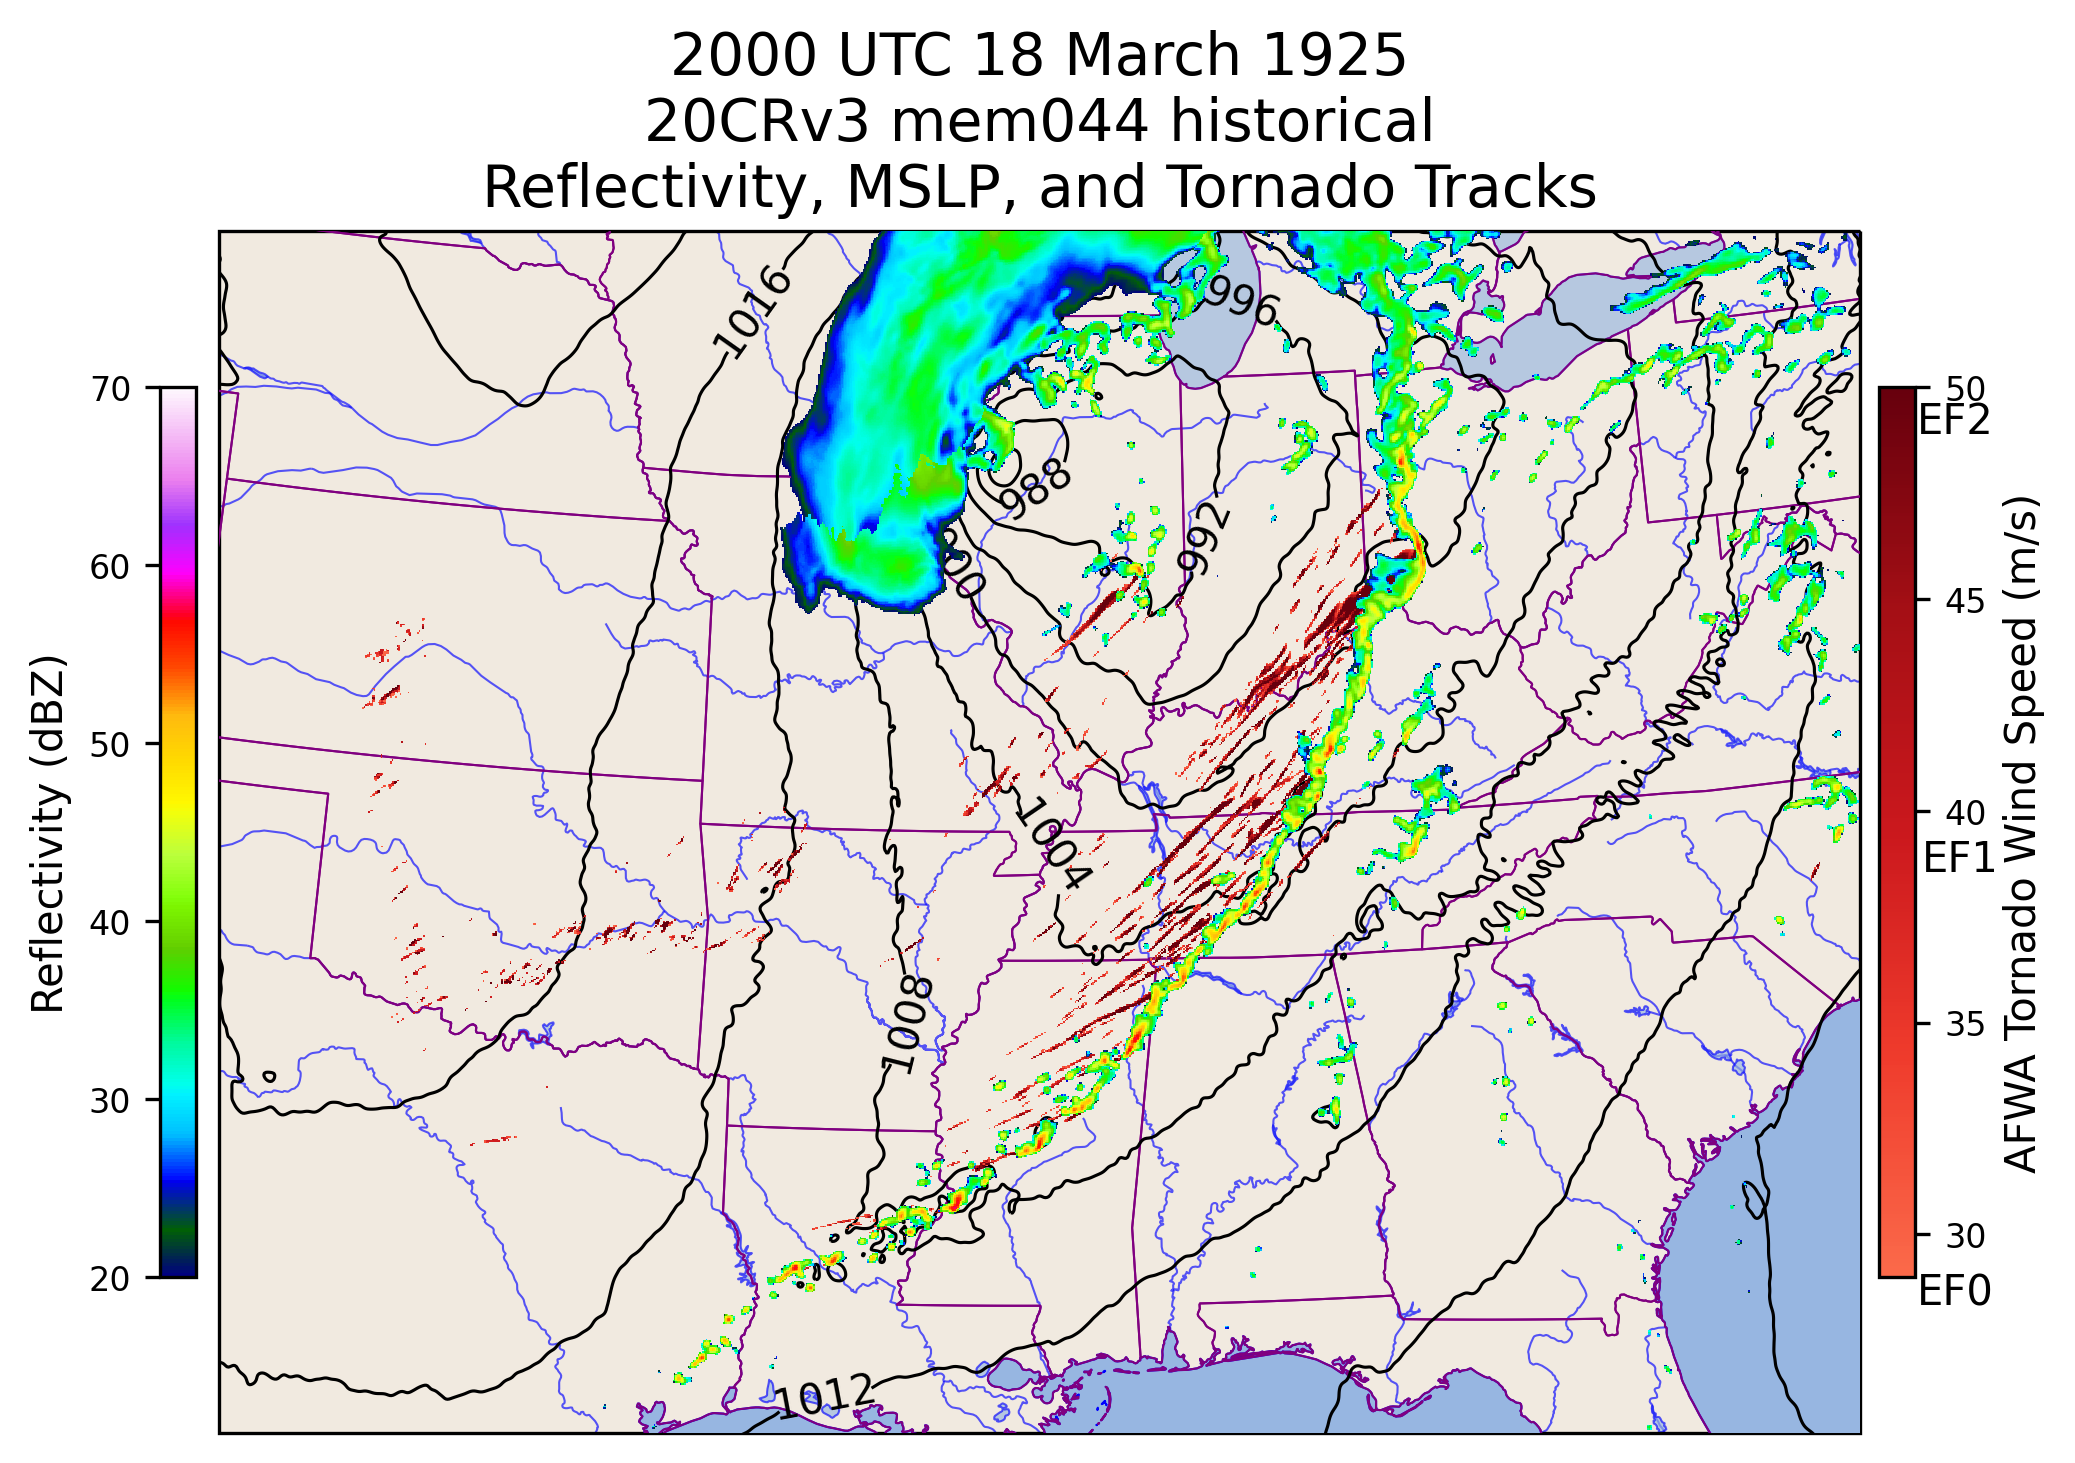 2000 UTC 18 March 1925
20CRv3 mem044 historical
Reflectivity, MSLP, and Tornado Tracks
Reflectivity (dBZ)
70
60
50
40
30
20
1016
996
988
992
1004
1008
1012
50
EF2
45
40
EF1
35
30
EF0
AFWA Tornado Wind Speed (m/s)